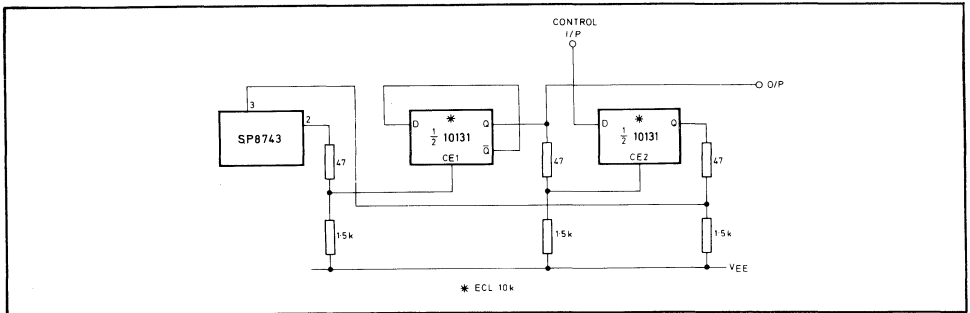 CONTROL
I/P
O/P
3
2
SP8743
D
*
Q
½ 10131
Q̅
CE1
D
*
Q
½ 10131
CE2
47
47
47
1·5k
1·5k
1·5k
VEE
* ECL 10k